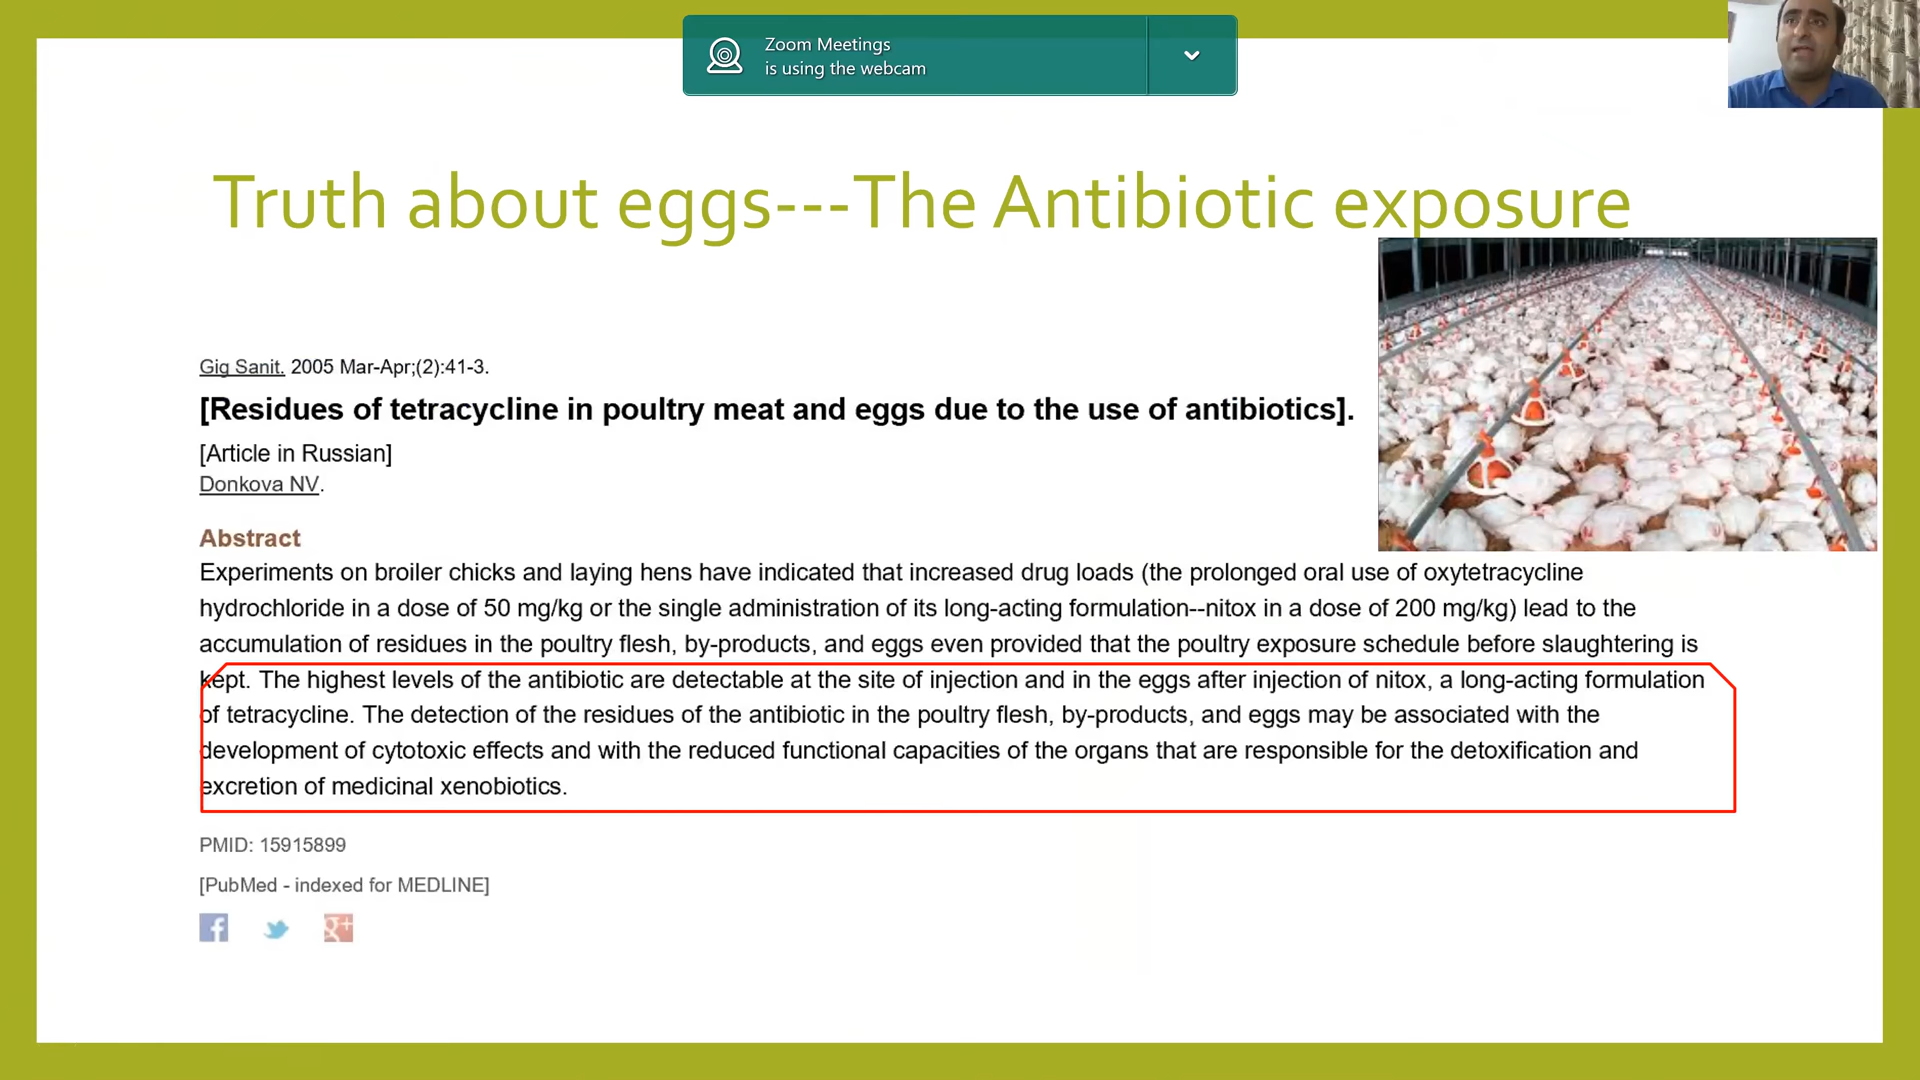 Zoom Meetings
is using the webcam
Truth about eggs---The Antibiotic exposure
Gig Sanit. 2005 Mar-Apr;(2):41-3.
[Residues of tetracycline in poultry meat and eggs due to the use of antibiotics].
[Article in Russian]
Donkova NV.
Abstract
Experiments on broiler chicks and laying hens have indicated that increased drug loads (the prolonged oral use of oxytetracycline
hydrochloride in a dose of 50 mg/kg or the single administration of its long-acting formulation--nitox in a dose of 200 mg/kg) lead to the
accumulation of residues in the poultry flesh, by-products, and eggs even provided that the poultry exposure schedule before slaughtering is
kept. The highest levels of the antibiotic are detectable at the site of injection and in the eggs after injection of nitox, a long-acting formulation
of tetracycline. The detection of the residues of the antibiotic in the poultry flesh, by-products, and eggs may be associated with the
development of cytotoxic effects and with the reduced functional capacities of the organs that are responsible for the detoxification and
excretion of medicinal xenobiotics.
PMID: 15915899
[PubMed - indexed for MEDLINE]
f
g+